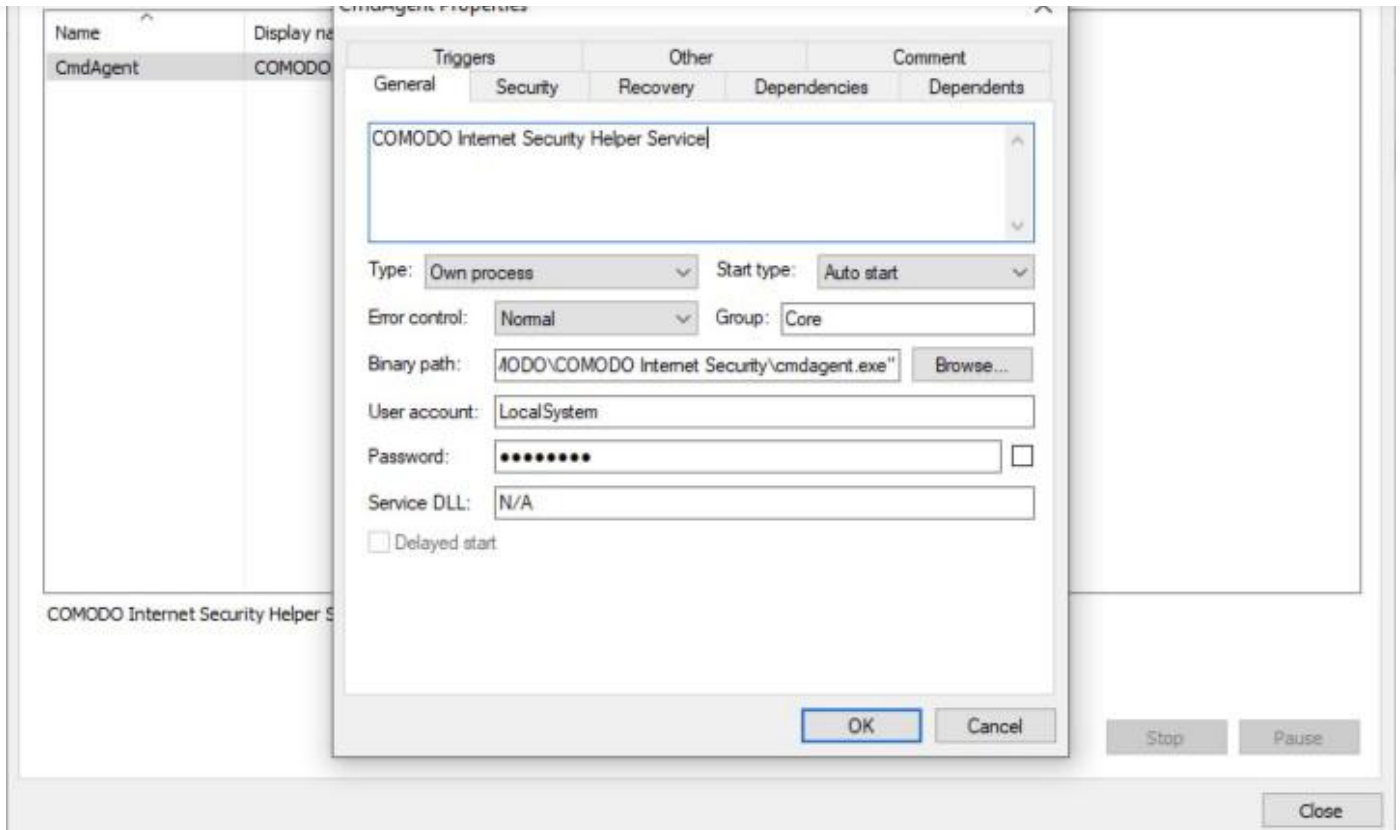 CmdAgent Properties
Name
Display na
CmdAgent
COMODO
Triggers
Other
Comment
General
Security
Recovery
Dependencies
Dependents
COMODO Internet Security Helper Service
Type: Own process
Start type: Auto start
Error control: Normal
Group: Core
Binary path: MODO\COMODO Internet Security\cmdagent.exe"
Browse...
User account: LocalSystem
Password: ●●●●●●●●
Service DLL: N/A
Delayed start
COMODO Internet Security Helper S
OK
Cancel
Stop
Pause
Close